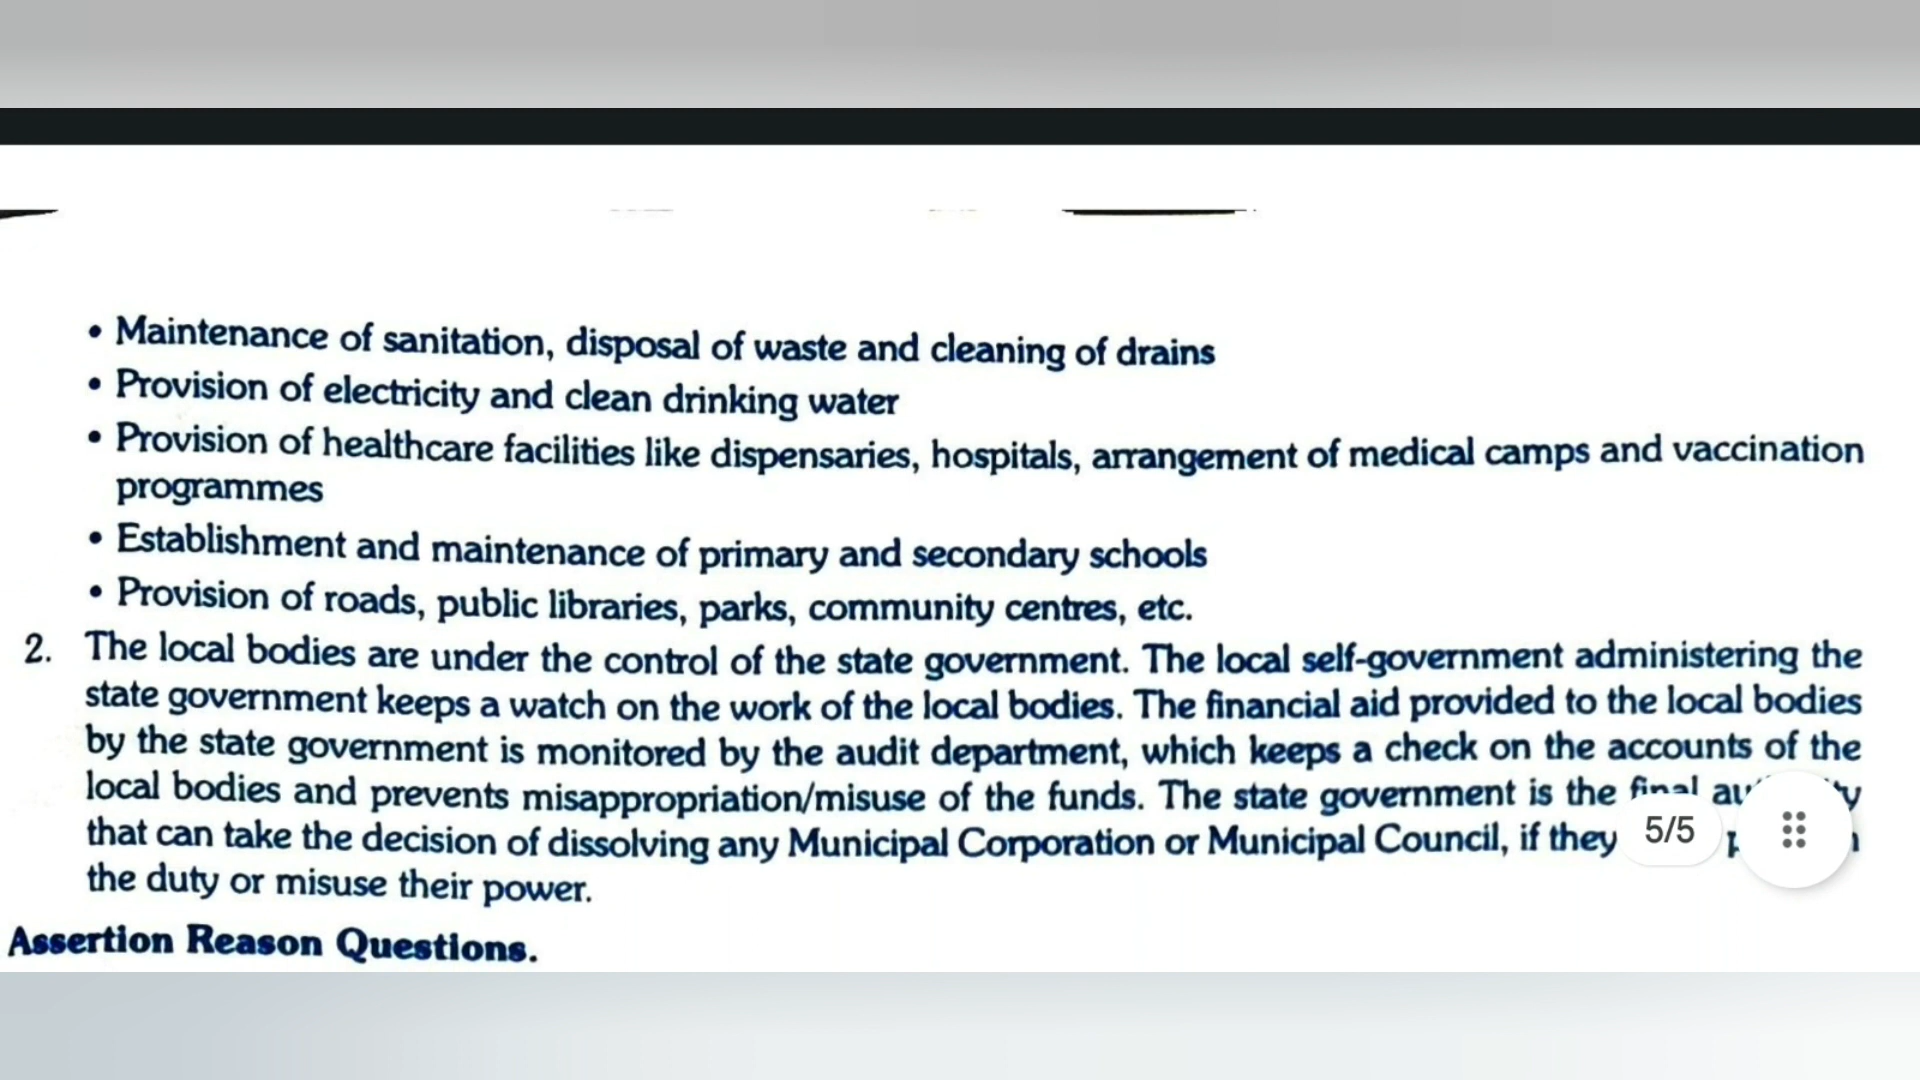 • Maintenance of sanitation, disposal of waste and cleaning of drains
• Provision of electricity and clean drinking water
• Provision of healthcare facilities like dispensaries, hospitals, arrangement of medical camps and vaccination
programmes
• Establishment and maintenance of primary and secondary schools
• Provision of roads, public libraries, parks, community centres, etc.
2. The local bodies are under the control of the state government. The local self-government administering the
state government keeps a watch on the work of the local bodies. The financial aid provided to the local bodies
by the state government is monitored by the audit department, which keeps a check on the accounts of the
local bodies and prevents misappropriation/misuse of the funds. The state government is the final
that can take the decision of dissolving any Municipal Corporation or Municipal Council, if they
5/5
the duty or misuse their power.
Assertion Reason Questions.